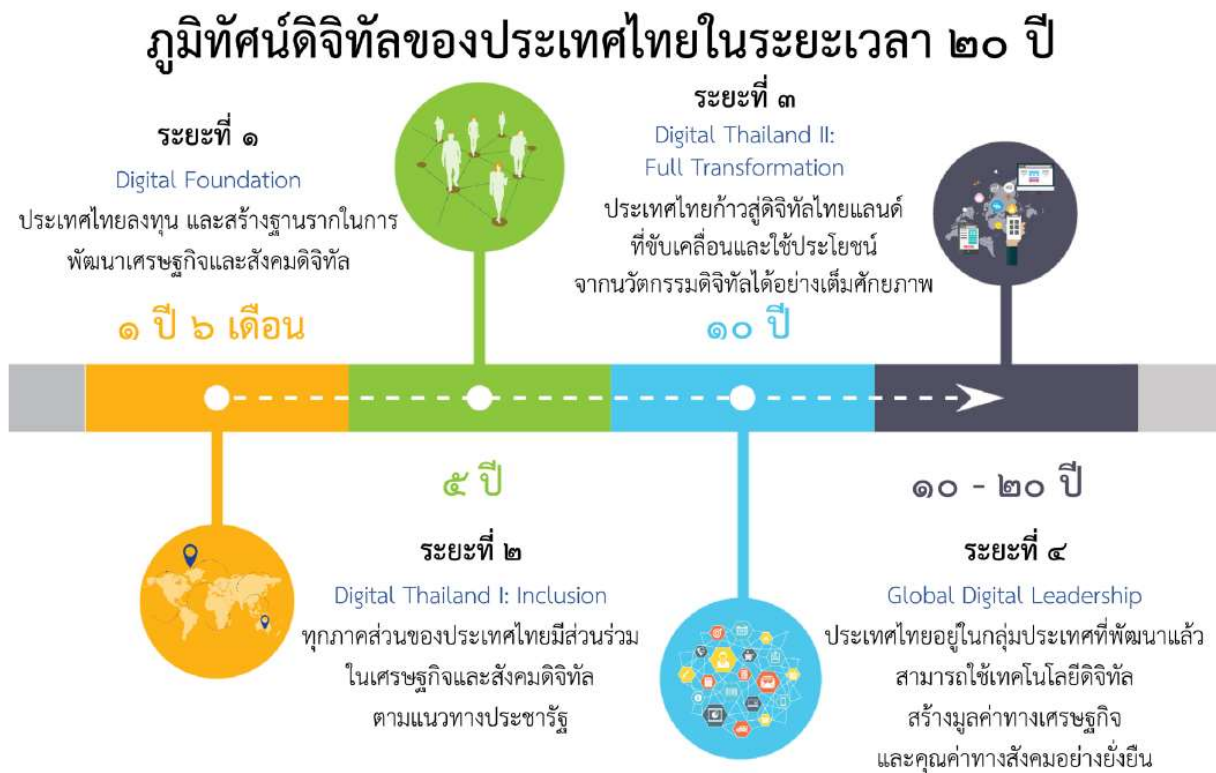 ภูมิทัศน์ดิจิทัลของประเทศไทยในระยะเวลา ๒๐ ปี
ระยะที่ ๑
Digital Foundation
ประเทศไทยลงทุน และสร้างฐานรากในการ
พัฒนาเศรษฐกิจและสังคมดิจิทัล
๑ ปี ๖ เดือน
๕ ปี
ระยะที่ ๒
Digital Thailand I: Inclusion
ทุกภาคส่วนของประเทศไทยมีส่วนร่วม
ในเศรษฐกิจและสังคมดิจิทัล
ตามแนวทางประชารัฐ
ระยะที่ ๓
Digital Thailand II:
Full Transformation
ประเทศไทยก้าวสู่ดิจิทัลไทยแลนด์
ที่ขับเคลื่อนและใช้ประโยชน์
จากนวัตกรรมดิจิทัลได้อย่างเต็มศักยภาพ
๑๐ ปี
๑๐ - ๒๐ ปี
ระยะที่ ๔
Global Digital Leadership
ประเทศไทยอยู่ในกลุ่มประเทศที่พัฒนาแล้ว
สามารถใช้เทคโนโลยีดิจิทัล
สร้างมูลค่าทางเศรษฐกิจ
และคุณค่าทางสังคมอย่างยั่งยืน